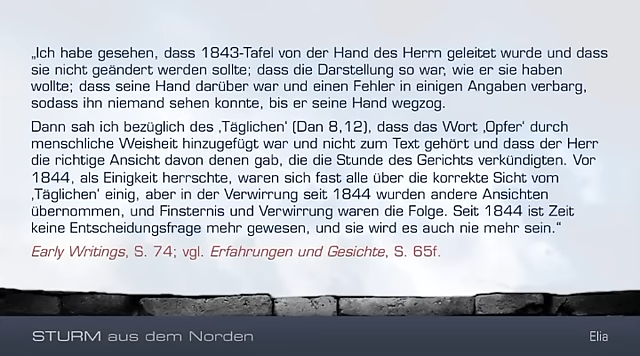 „Ich habe gesehen, dass 1843-Tafel von der Hand des Herrn geleitet wurde und dass
sie nicht geändert werden sollte; dass die Darstellung so war, wie er sie haben
wollte; dass seine Hand darüber war und einen Fehler in einigen Angaben verbarg,
sodass ihn niemand sehen konnte, bis er seine Hand wegzog.
Dann sah ich bezüglich des ‚Täglichen‘ (Dan 8,12), dass das Wort ‚Opfer‘ durch
menschliche Weisheit hinzugefügt war und nicht zum Text gehört und dass der Herr
die richtige Ansicht davon denen gab, die die Stunde des Gerichts verkündigten. Vor
1844, als Einigkeit herrschte, waren sich fast alle über die korrekte Sicht vom
‚Täglichen‘ einig, aber in der Verwirrung seit 1844 wurden andere Ansichten
übernommen, und Finsternis und Verwirrung waren die Folge. Seit 1844 ist Zeit
keine Entscheidungsfrage mehr gewesen, und sie wird es auch nie mehr sein.“
Early Writings, S. 74; vgl. Erfahrungen und Gesichte, S. 65f.
STURM aus dem Norden
Elia